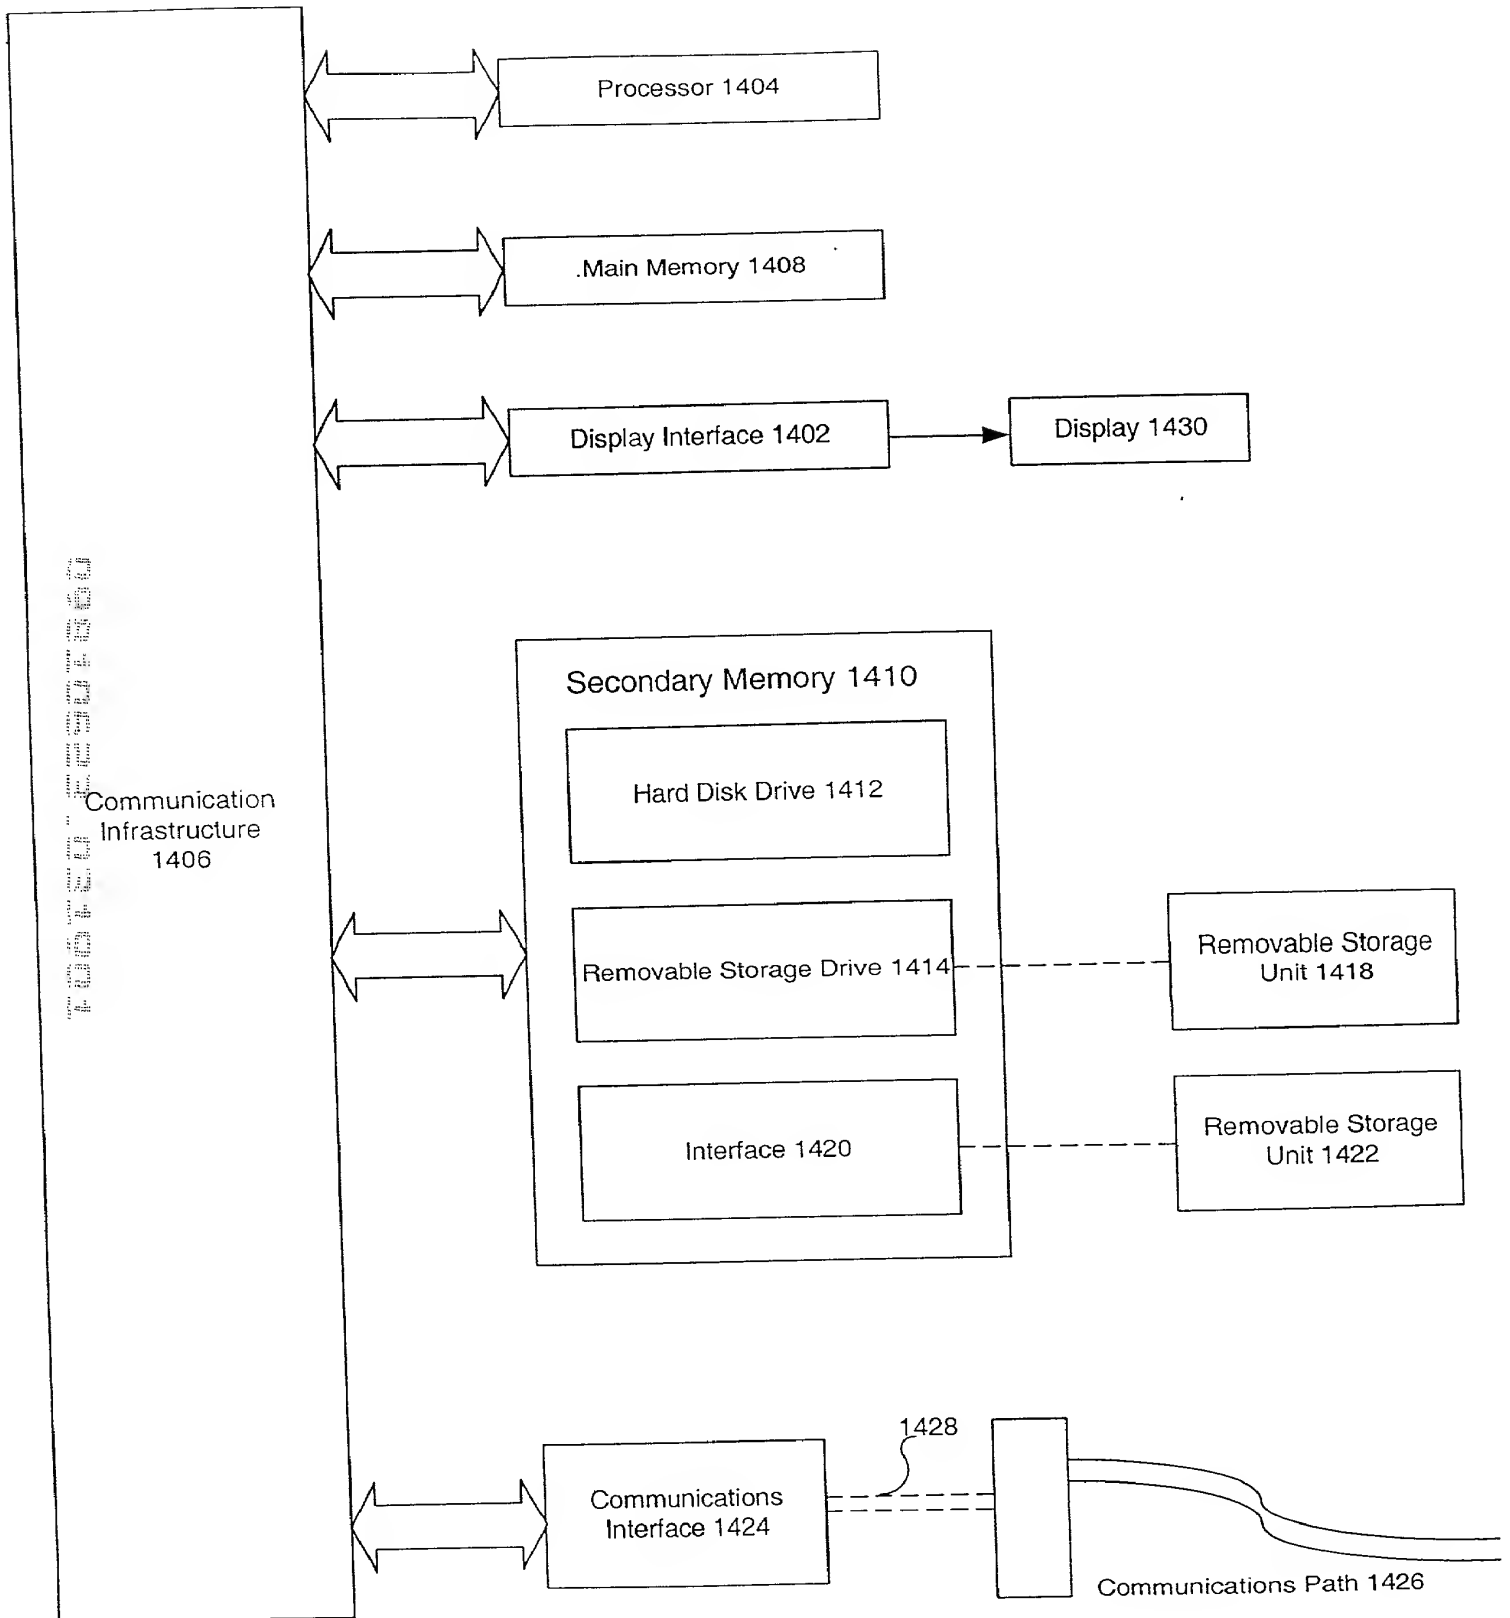 Processor 1404
.Main Memory 1408
Display Interface 1402
Display 1430
Secondary Memory 1410
Hard Disk Drive 1412
Communication
Infrastructure
1406
Removable Storage Drive 1414
Removable Storage
Unit 1418
Interface 1420
Removable Storage
Unit 1422
1428
Communications
Interface 1424
Communications Path 1426